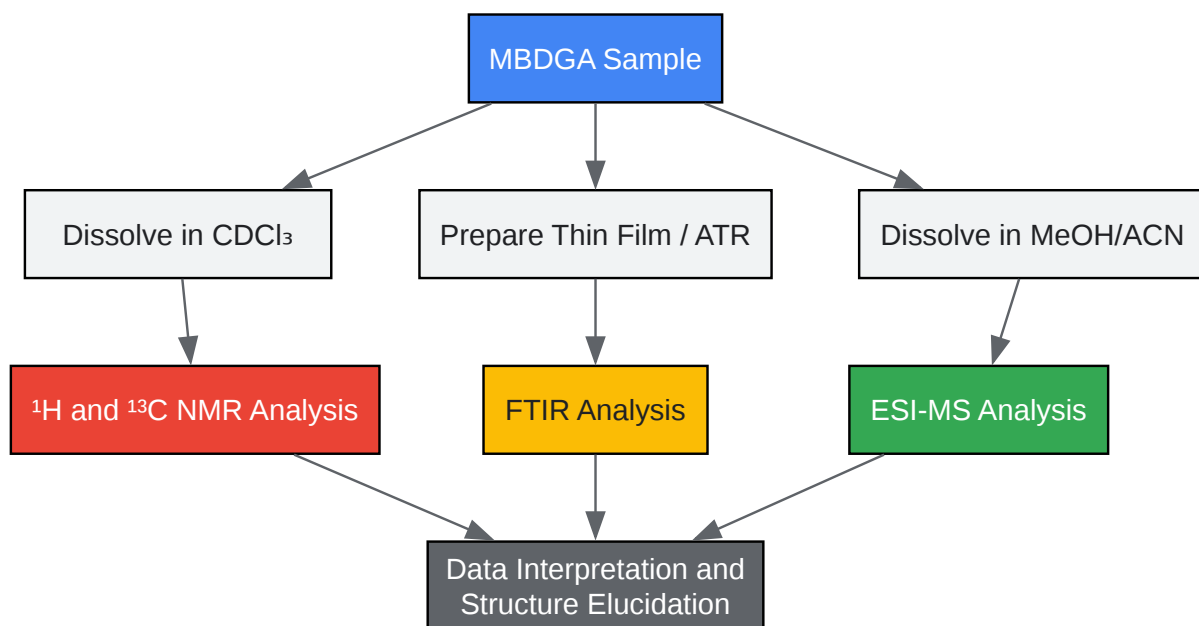 MBDGA Sample
Dissolve in CDCl₃
Prepare Thin Film / ATR
Dissolve in MeOH/ACN
¹H and ¹³C NMR Analysis
FTIR Analysis
ESI-MS Analysis
Data Interpretation and
Structure Elucidation